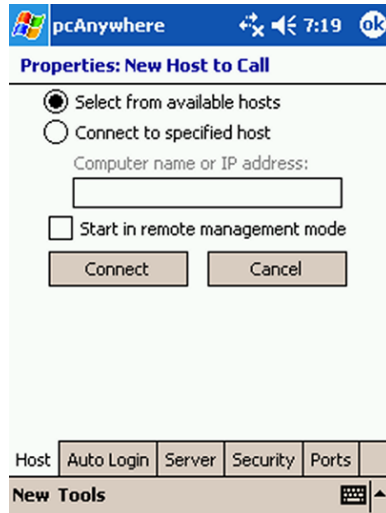 pcAnywhere 7:19 ok
Properties: New Host to Call
Select from available hosts
Connect to specified host
Computer name or IP address:
Start in remote management mode
Connect Cancel
Host Auto Login Server Security Ports
New Tools